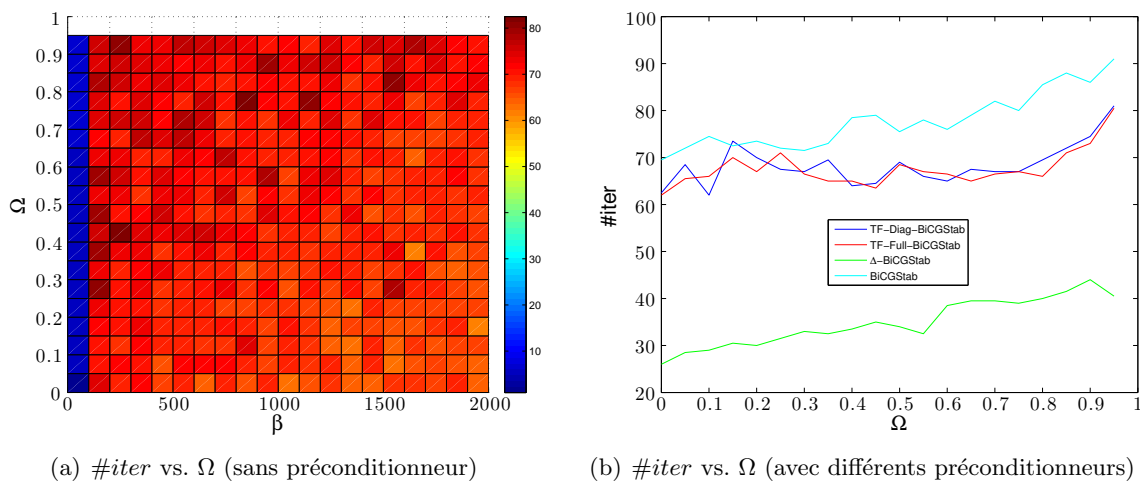 1
0.9
0.8
0.7
0.6
0.5
0.4
0.3
0.2
0.1
0
Ω
0 500 1000 1500 2000
β
80
70
60
50
40
30
20
10
100
90
80
70
60
50
40
30
20
#iter
TF-Diag-BiCGStab
TF-Full-BiCGStab
Δ-BiCGStab
BiCGStab
0 0.1 0.2 0.3 0.4 0.5 0.6 0.7 0.8 0.9 1
Ω
(a) #iter vs. Ω (sans préconditionneur)
(b) #iter vs. Ω (avec différents préconditionneurs)